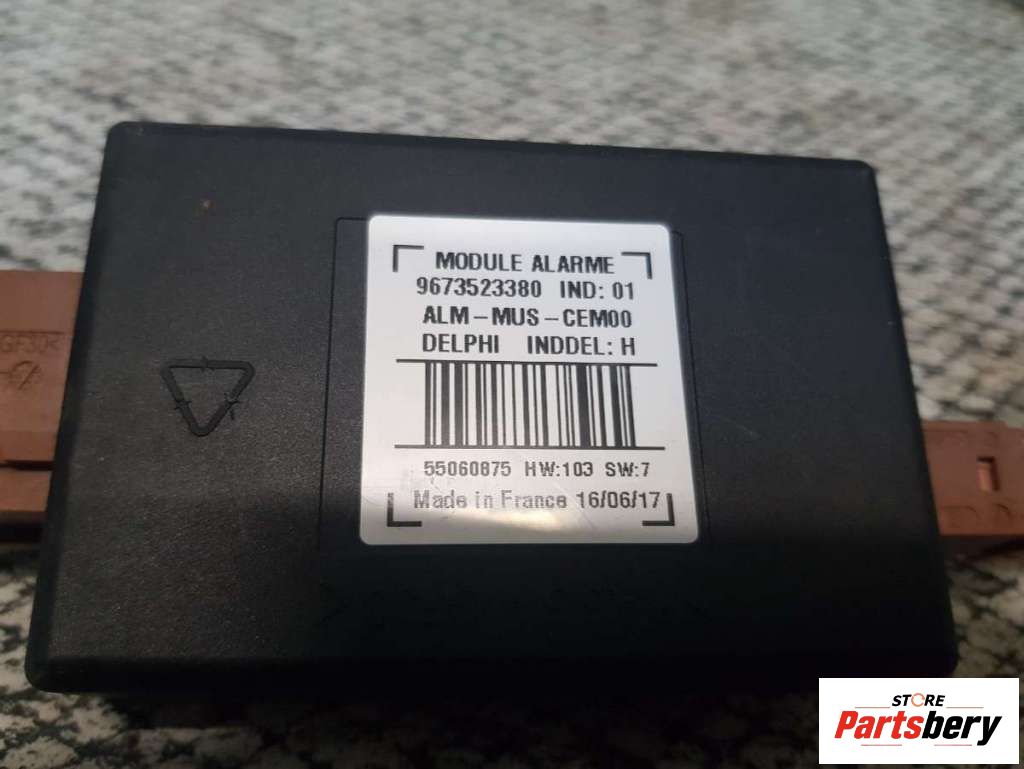 MODULE ALARME
9673523380 IND: 01
ALM-MUS-CEM00
DELPHI INDDEL: H
55060875 HW:103 SW:7
Made in France 16/06/17
GF30<
STORE
Partsbery